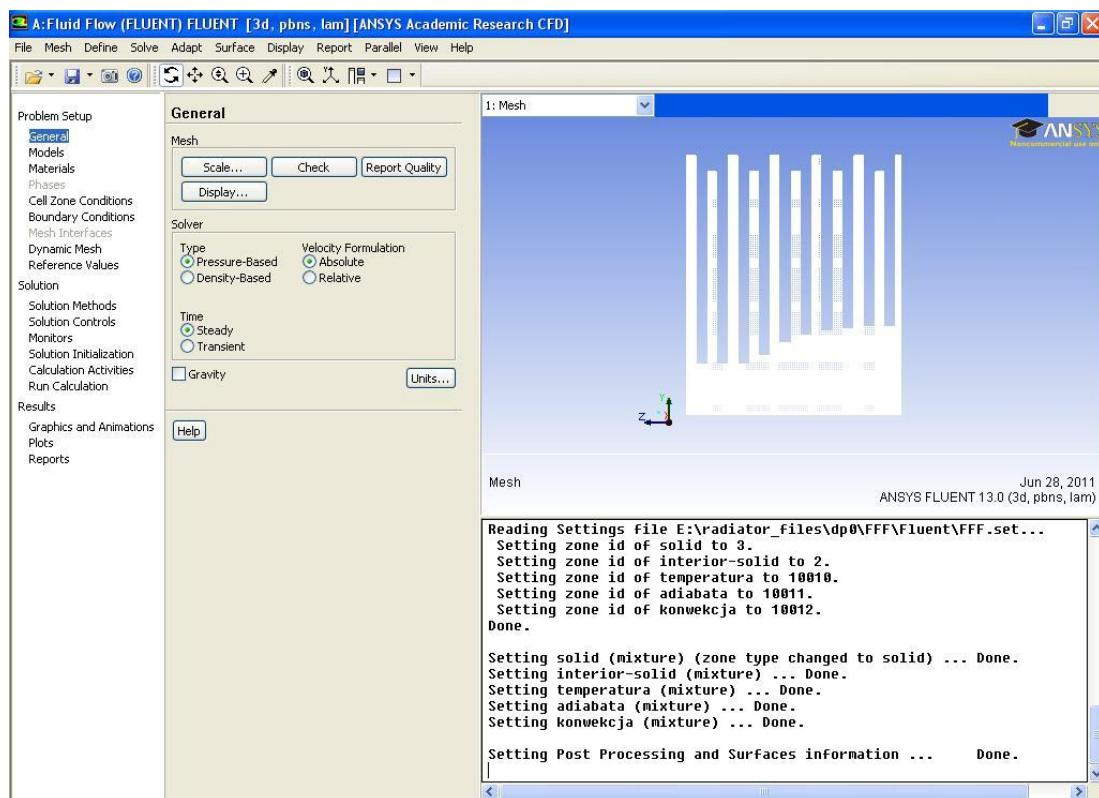 A:Fluid Flow (FLUENT) FLUENT [3d, pbns, lam] [ANSYS Academic Research CFD]
File Mesh Define Solve Adapt Surface Display Report Parallel View Help
Problem Setup
General
Models
Materials
Phases
Cell Zone Conditions
Boundary Conditions
Mesh Interfaces
Dynamic Mesh
Reference Values
Solution
Solution Methods
Solution Controls
Monitors
Solution Initialization
Calculation Activities
Run Calculation
Results
Graphics and Animations
Plots
Reports
General
Mesh
Scale... Check Report Quality
Display...
Solver
Type Velocity Formulation
Pressure-Based Absolute
Density-Based Relative
Time
Steady
Transient
Gravity Units...
Help
1: Mesh
ANSYS
Noncommercial use only
Y
Z X
Mesh Jun 28, 2011
ANSYS FLUENT 13.0 (3d, pbns, lam)
Reading Settings file E:\radiator_files\dp0\FFF\Fluent\FFF.set...
Setting zone id of solid to 3.
Setting zone id of interior-solid to 2.
Setting zone id of temperatura to 10010.
Setting zone id of adiabata to 10011.
Setting zone id of konwekcja to 10012.
Done.
Setting solid (mixture) (zone type changed to solid) ... Done.
Setting interior-solid (mixture) ... Done.
Setting temperatura (mixture) ... Done.
Setting adiabata (mixture) ... Done.
Setting konwekcja (mixture) ... Done.
Setting Post Processing and Surfaces information ... Done.